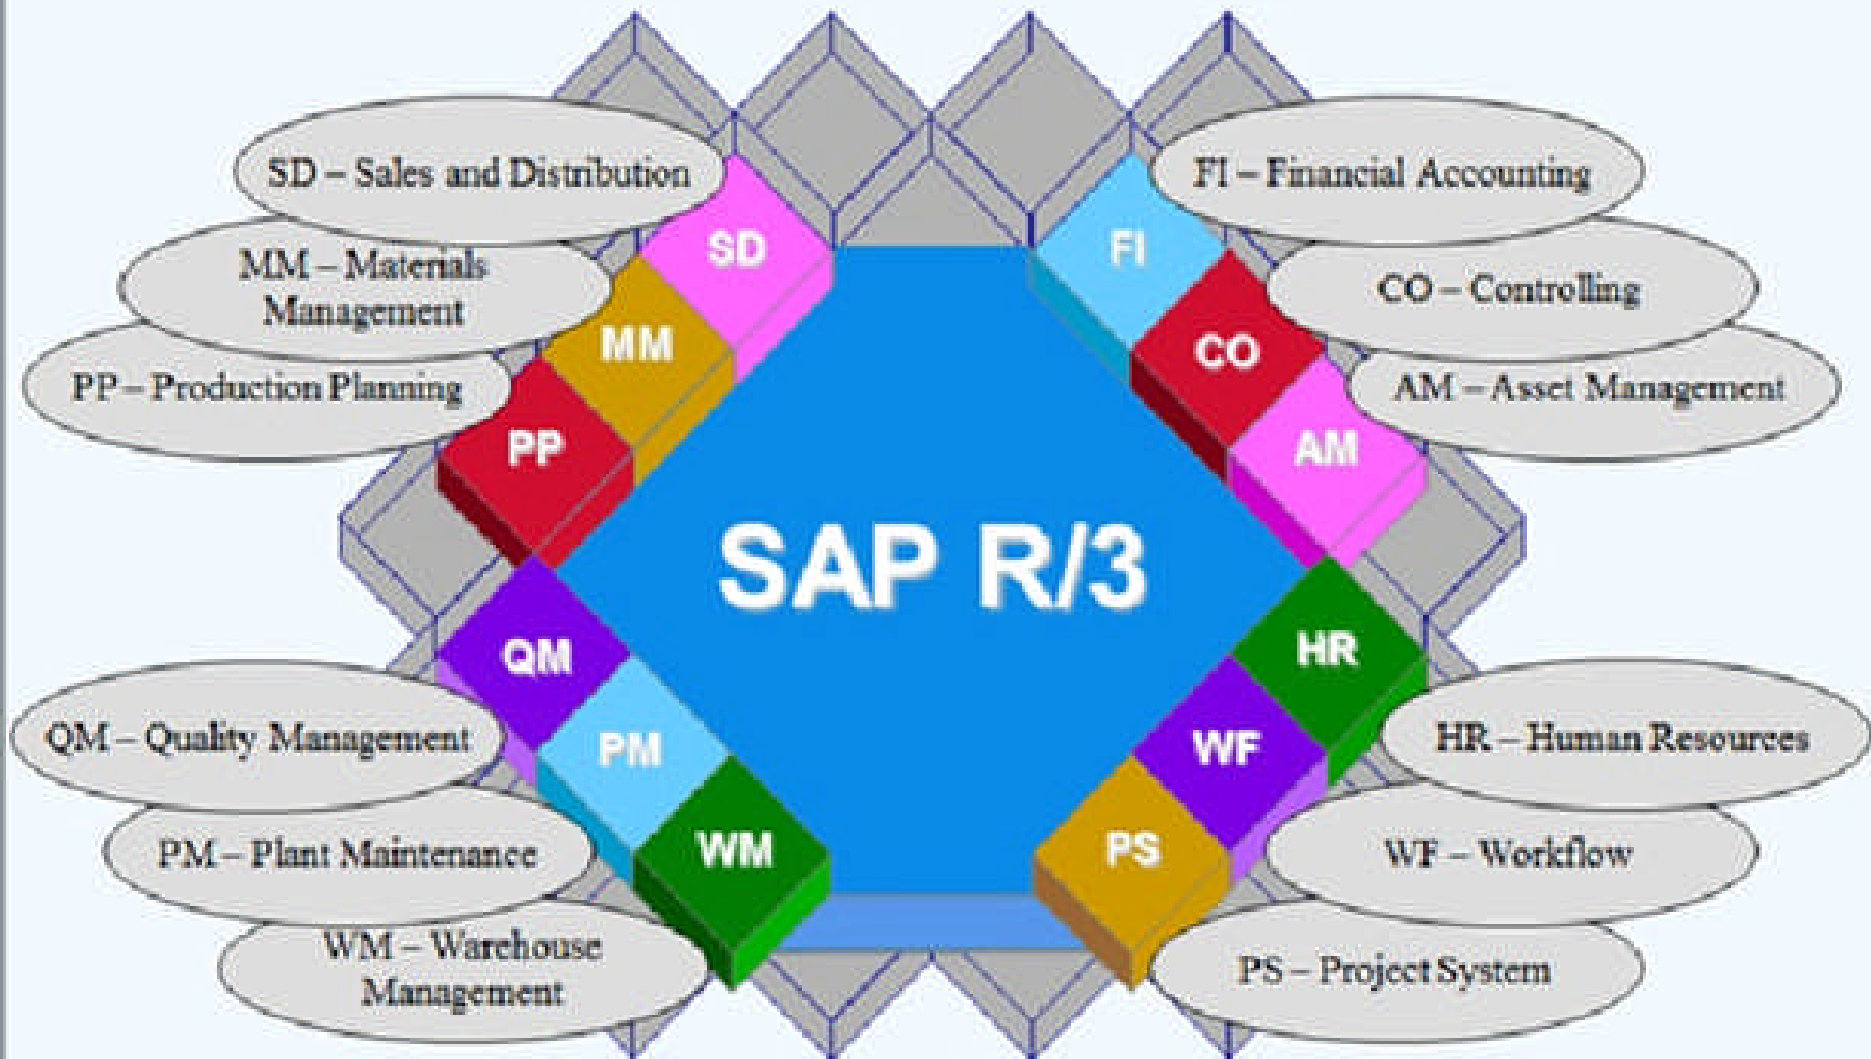 SD – Sales and Distribution
MM – Materials
Management
PP – Production Planning
SD
MM
PP
FI – Financial Accounting
CO – Controlling
AM – Asset Management
FI
CO
AM
SAP R/3
QM
PM
WM
QM – Quality Management
PM – Plant Maintenance
WM – Warehouse
Management
HR
WF
PS
HR – Human Resources
WF – Workflow
PS – Project System